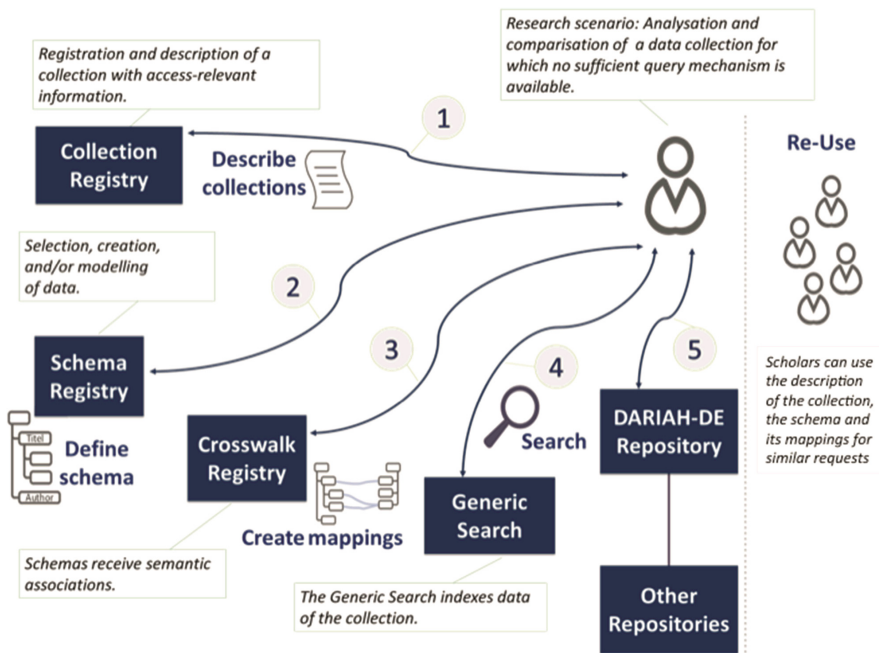 Research scenario: Analysation and
comparisation of a data collection for
which no sufficient query mechanism is
available.
Registration and description of a
collection with access-relevant
information.
1
Collection
Registry
Describe
collections
Re-Use
Selection, creation,
and/or modelling
of data.
2
Schema
Registry
Titel
Author
Define
schema
3
Crosswalk
Registry
Create mappings
Schemas receive semantic
associations.
4
Search
Generic
Search
The Generic Search indexes data
of the collection.
5
DARIAH-DE
Repository
Other
Repositories
Scholars can use
the description
of the collection,
the schema and
its mappings for
similar requests